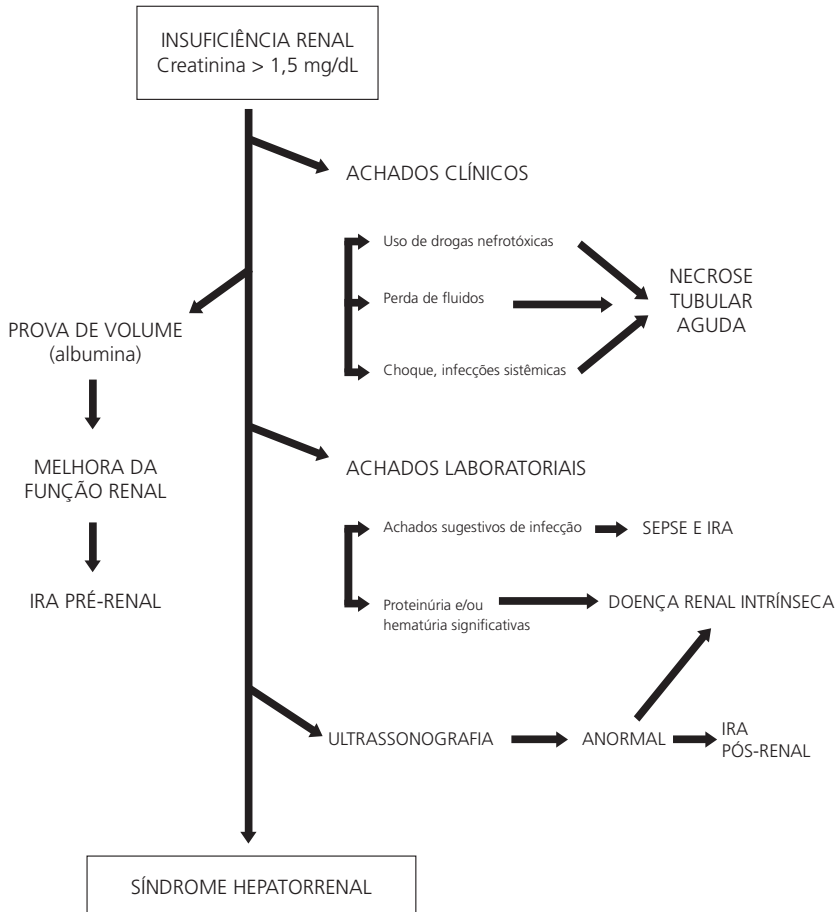 INSUFICIÊNCIA RENAL
Creatinina > 1,5 mg/dL
ACHADOS CLÍNICOS
Uso de drogas nefrotóxicas
Perda de fluidos
Choque, infecções sistêmicas
NECROSE
TUBULAR
AGUDA
PROVA DE VOLUME
(albumina)
MELHORA DA
FUNÇÃO RENAL
IRA PRÉ-RENAL
ACHADOS LABORATORIAIS
Achados sugestivos de infecção
SEPSE E IRA
Proteinúria e/ou
hematúria significativas
DOENÇA RENAL INTRÍNSECA
ULTRASSONOGRAFIA
ANORMAL
IRA
PÓS-RENAL
SÍNDROME HEPATORRENAL